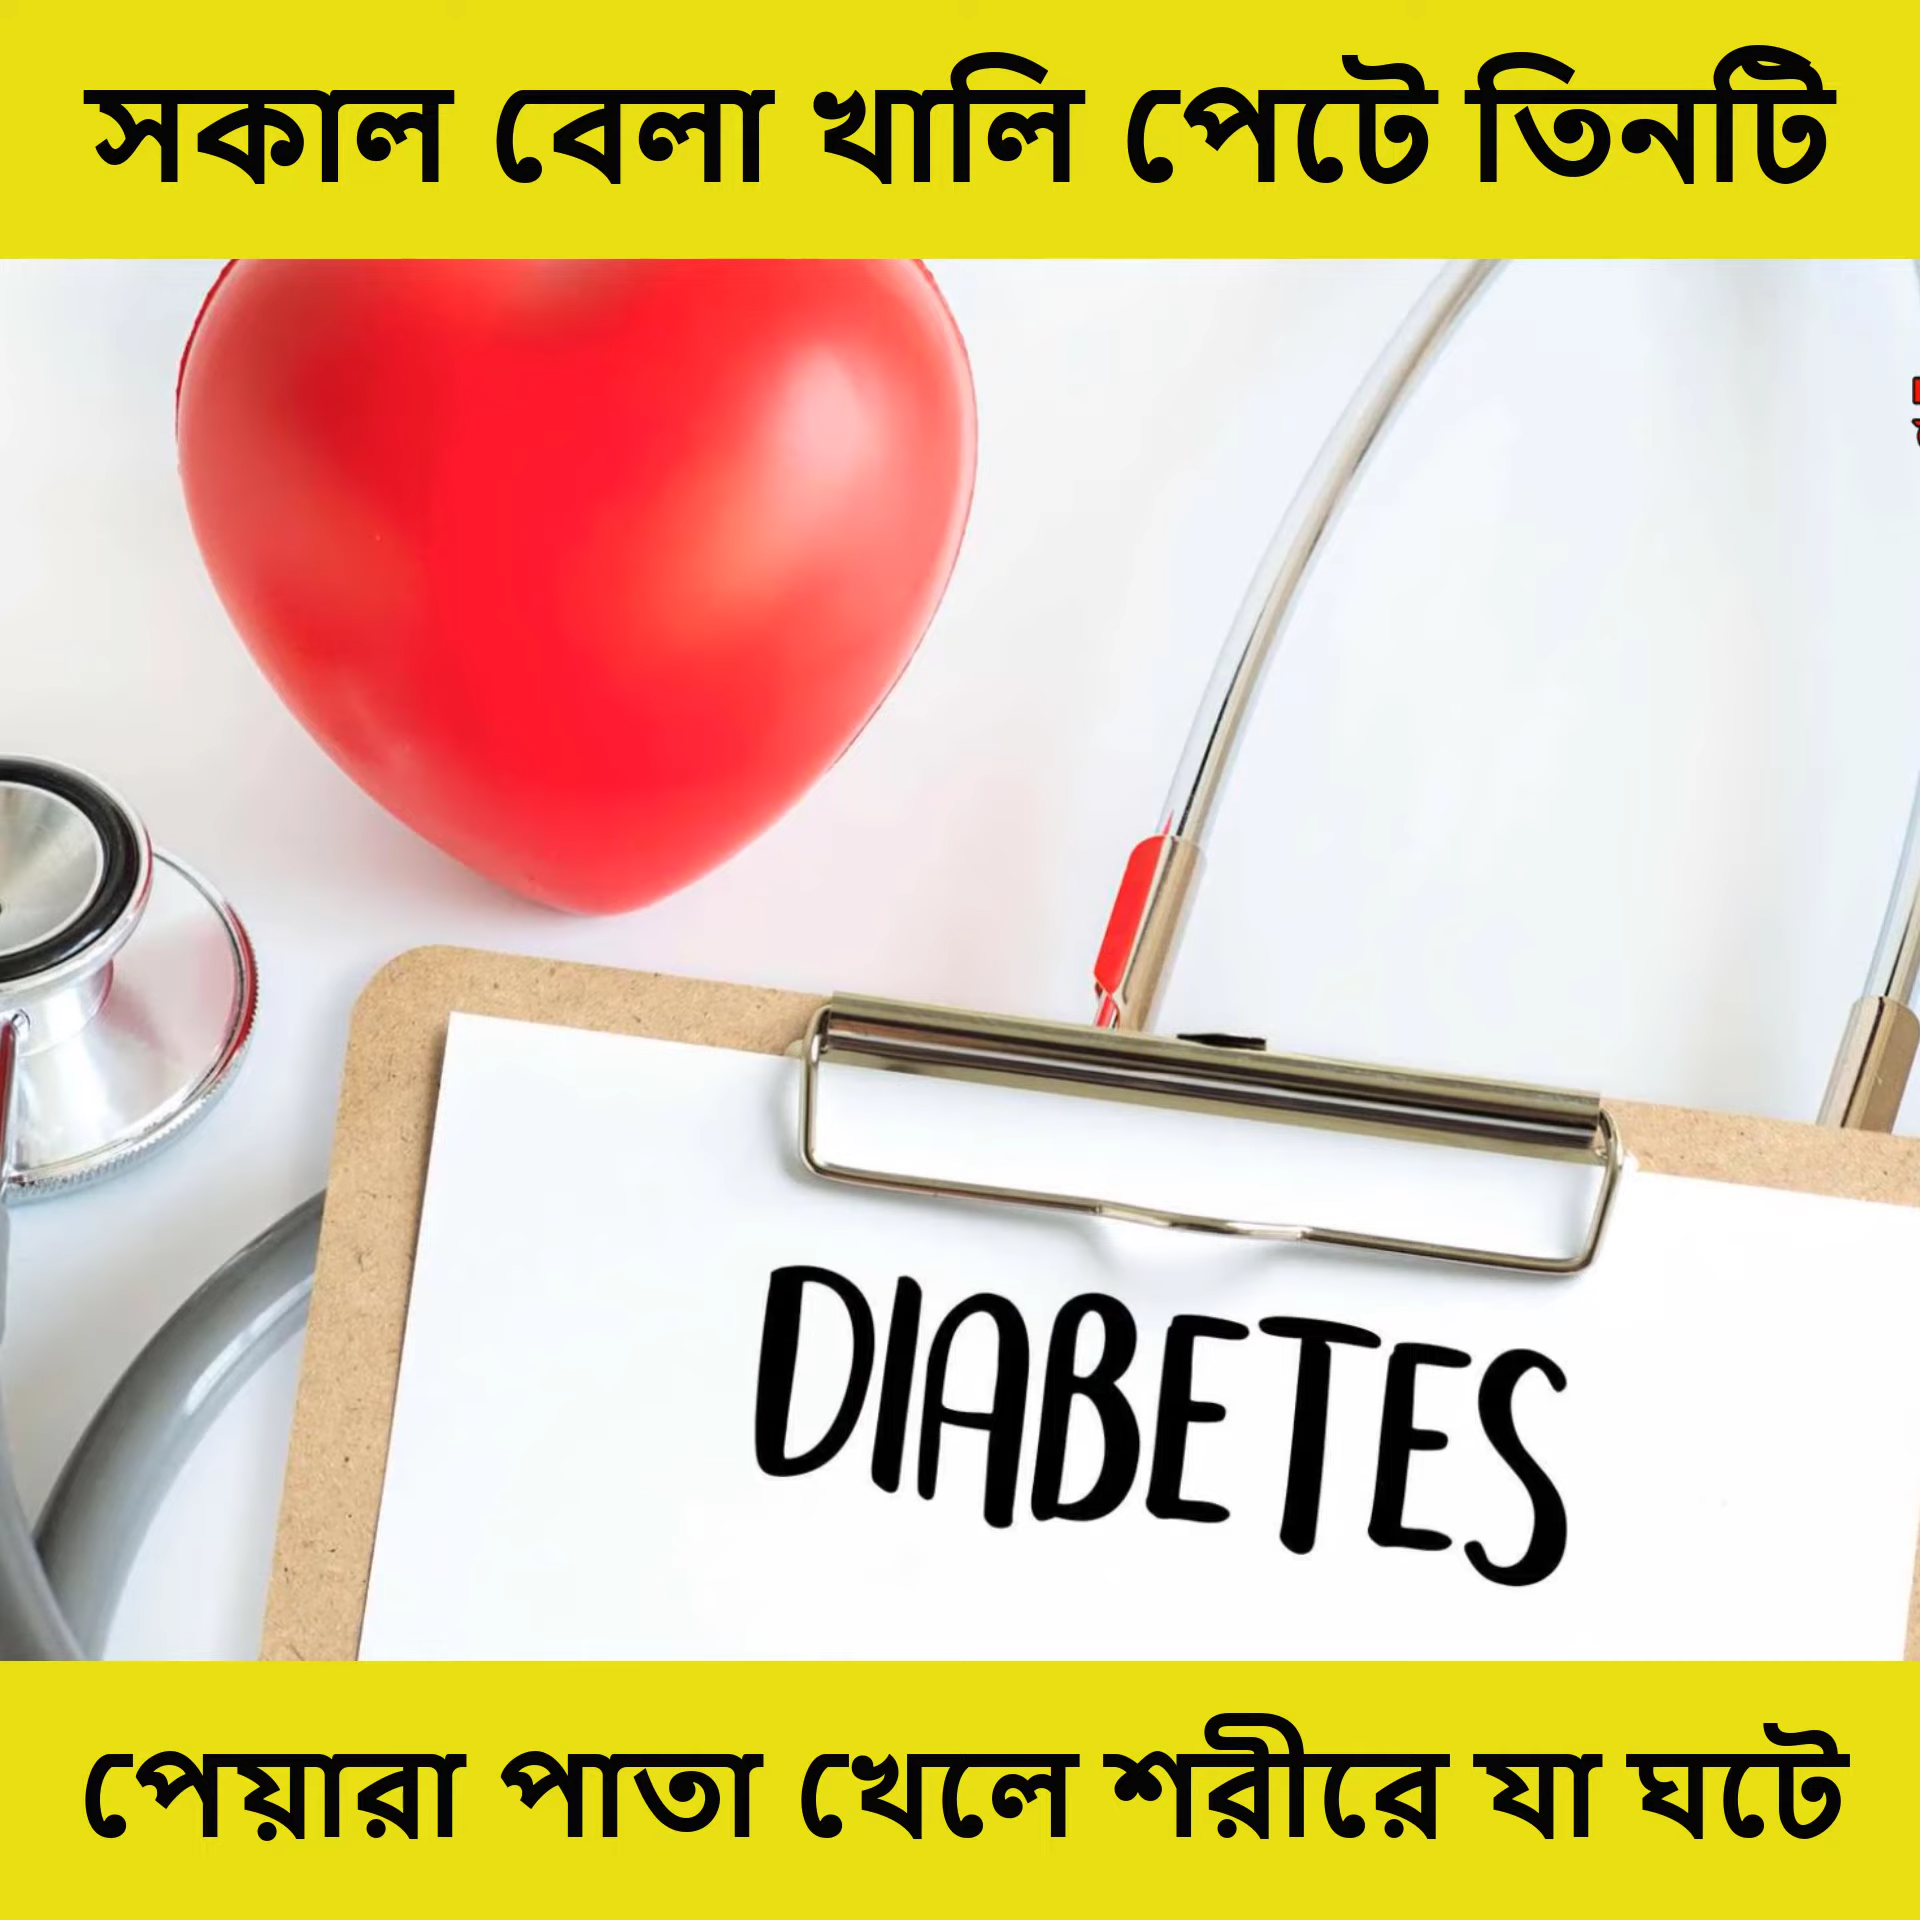 সকাল বেলা খালি পেটে তিনটি
DIABETES
পেয়ারা পাতা খেলে শরীরে যা ঘটে